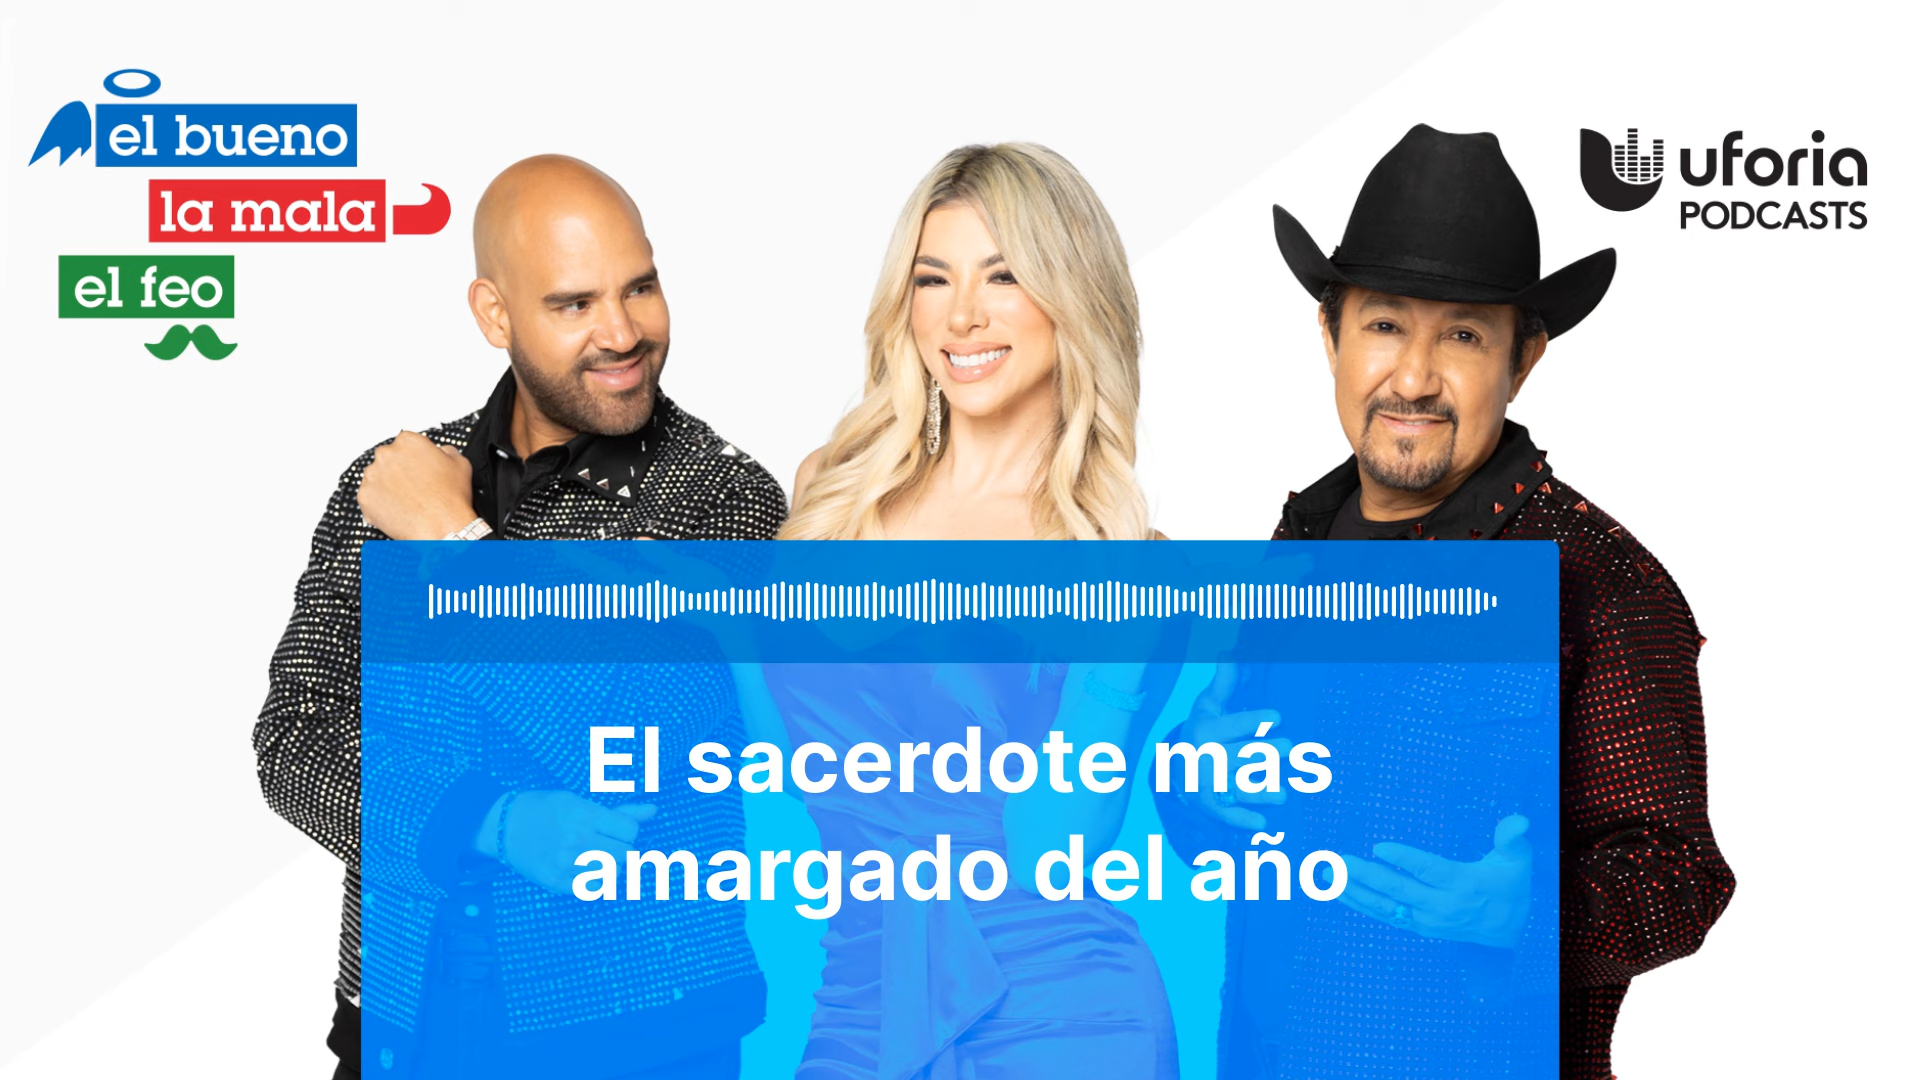 el bueno
la mala
el feo
uforia
PODCASTS
El sacerdote más
amargado del año